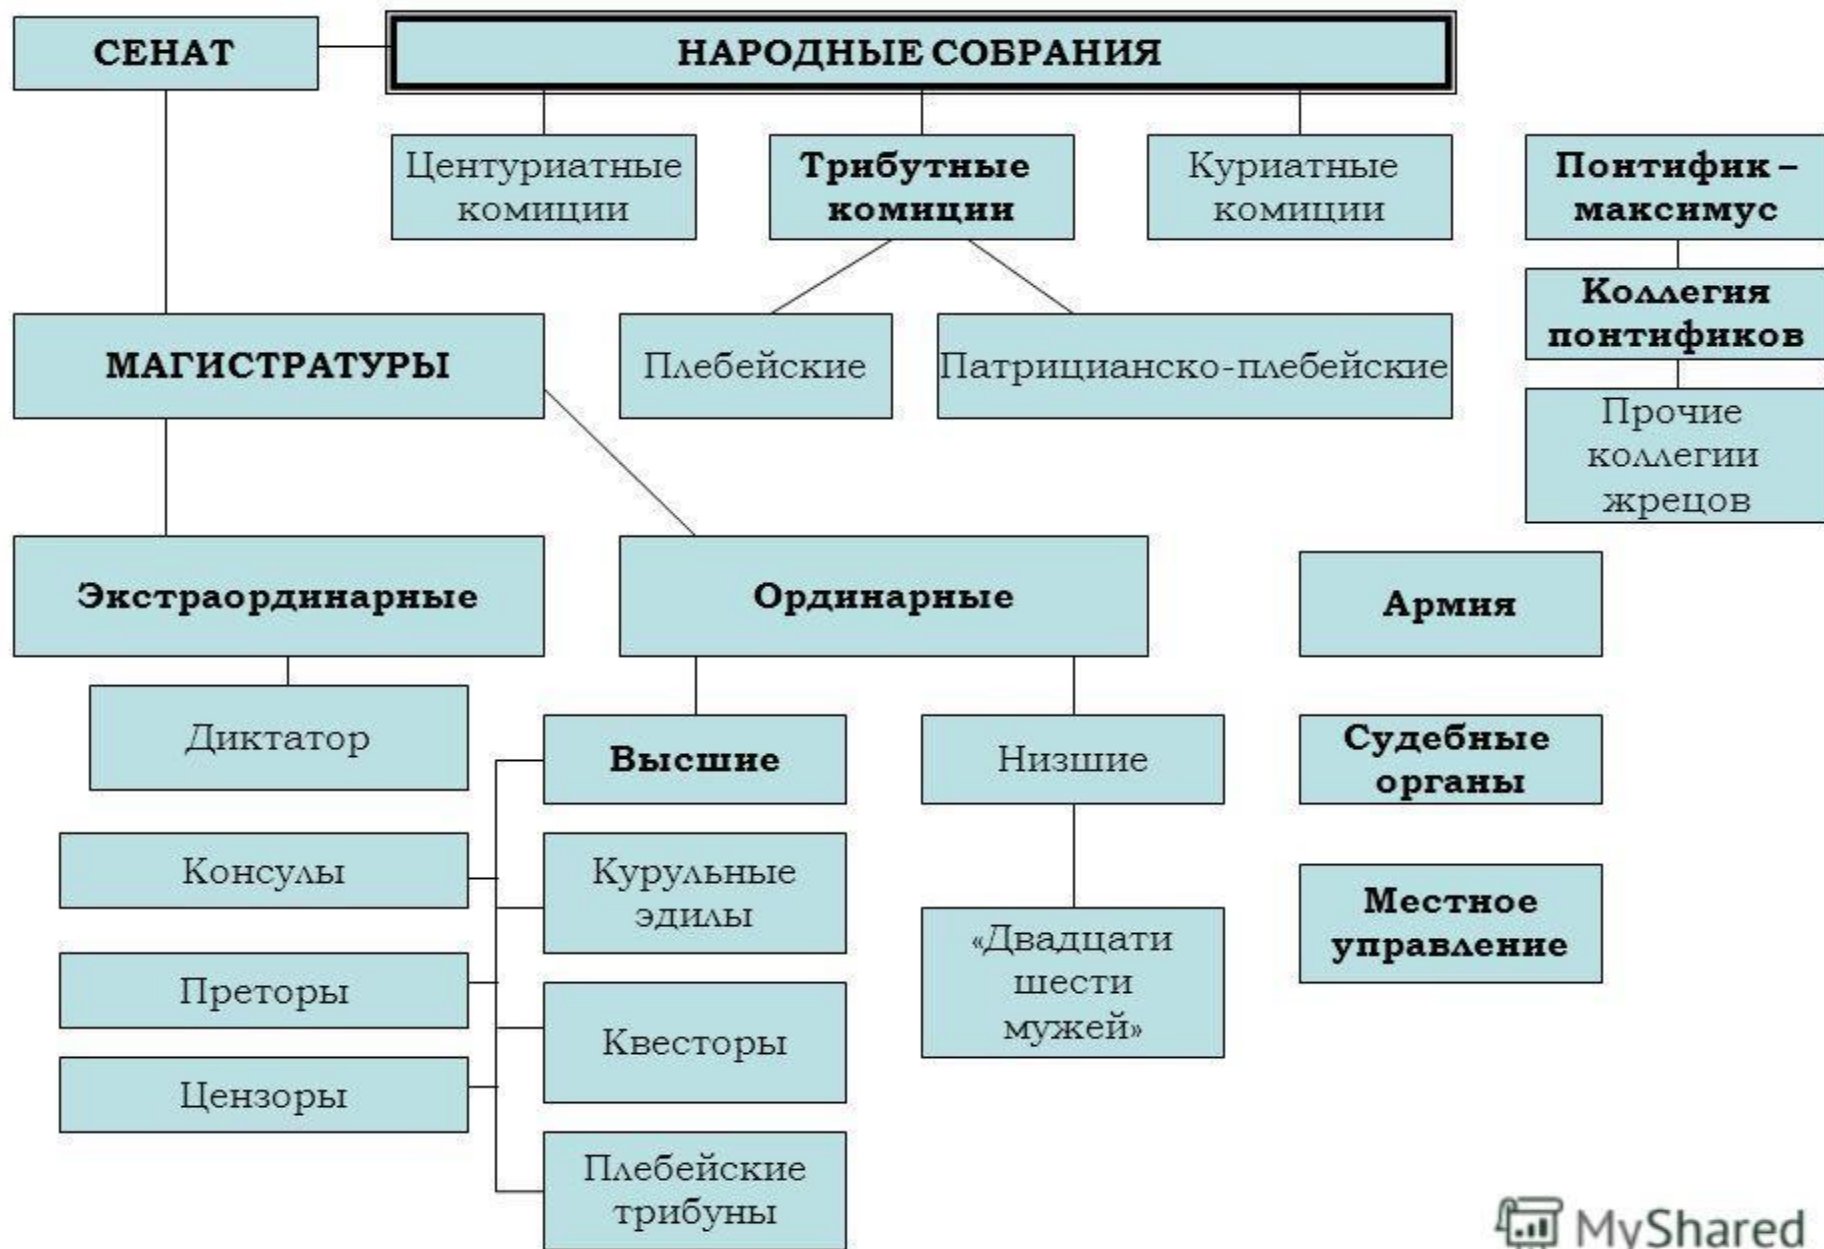 СЕНАТ
НАРОДНЫЕ СОБРАНИЯ
Центуриатные
комиции
Трибутные
комиции
Куриатные
комиции
Понтифик –
максимус
Коллегия
понтификов
Прочие
коллегии
жрецов
МАГИСТРАТУРЫ
Плебейские
Патрицианско-плебейские
Экстраординарные
Ординарные
Армия
Диктатор
Высшие
Низшие
Судебные
органы
Консулы
Курульные
эдилы
«Двадцати
шести
мужей»
Местное
управление
Преторы
Квесторы
Цензоры
Плебейские
трибуны
MyShared